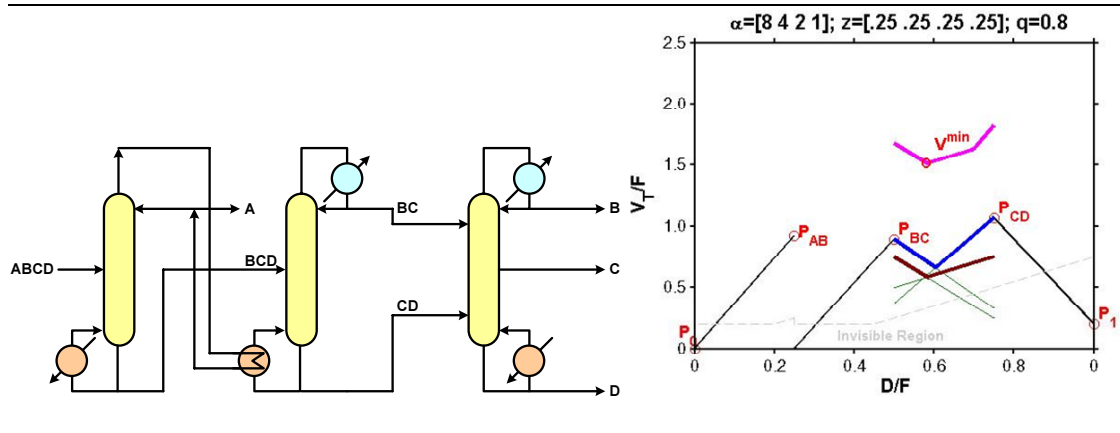 ABCD
A
BCD
BC
CD
B
C
D
α=[8 4 2 1]; z=[.25 .25 .25 .25]; q=0.8
V_T/F
2.5
2.0
1.5
1.0
0.5
0
V^min
P_AB
P_BC
P_CD
P_1
P
Invisible Region
0 0.2 0.4 0.6 0.8 1.0
D/F